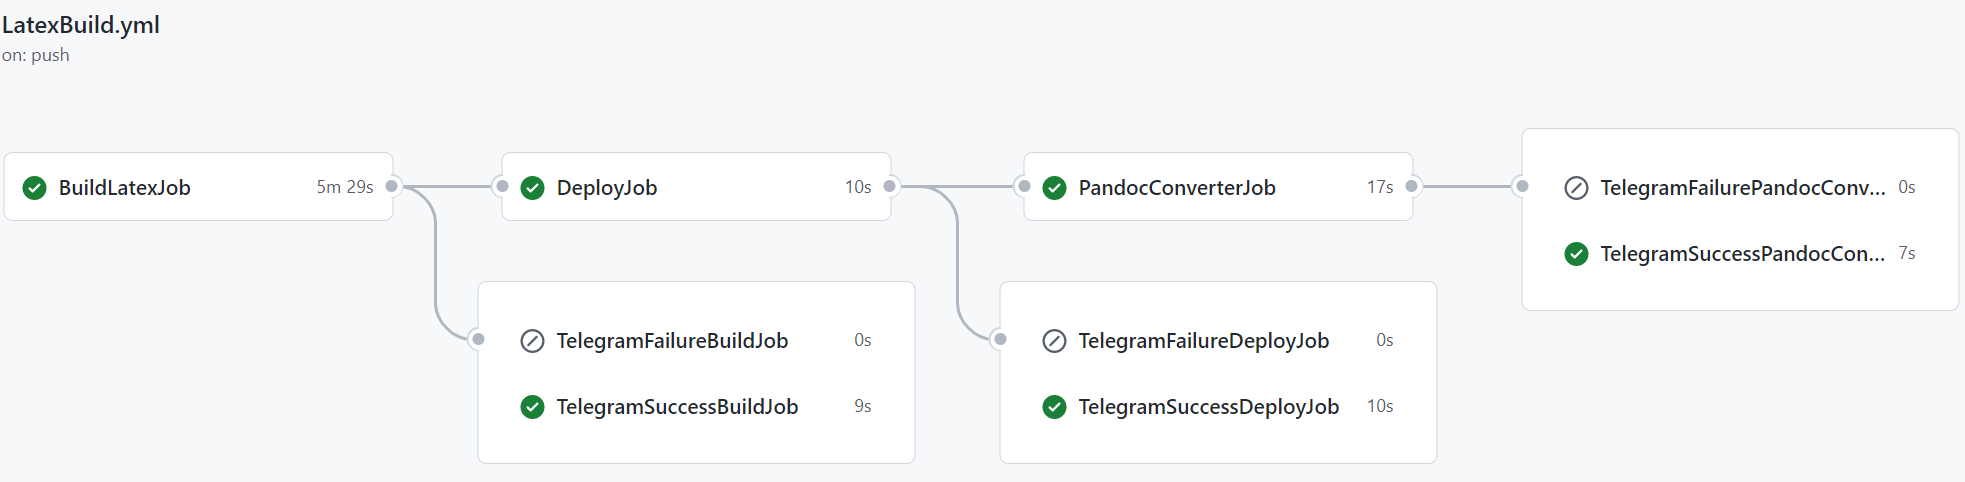 LatexBuild.yml
on: push
BuildLatexJob 5m 29s
DeployJob 10s
PandocConverterJob 17s
TelegramFailurePandocConv... 0s
TelegramSuccessPandocCon... 7s
TelegramFailureBuildJob 0s
TelegramSuccessBuildJob 9s
TelegramFailureDeployJob 0s
TelegramSuccessDeployJob 10s